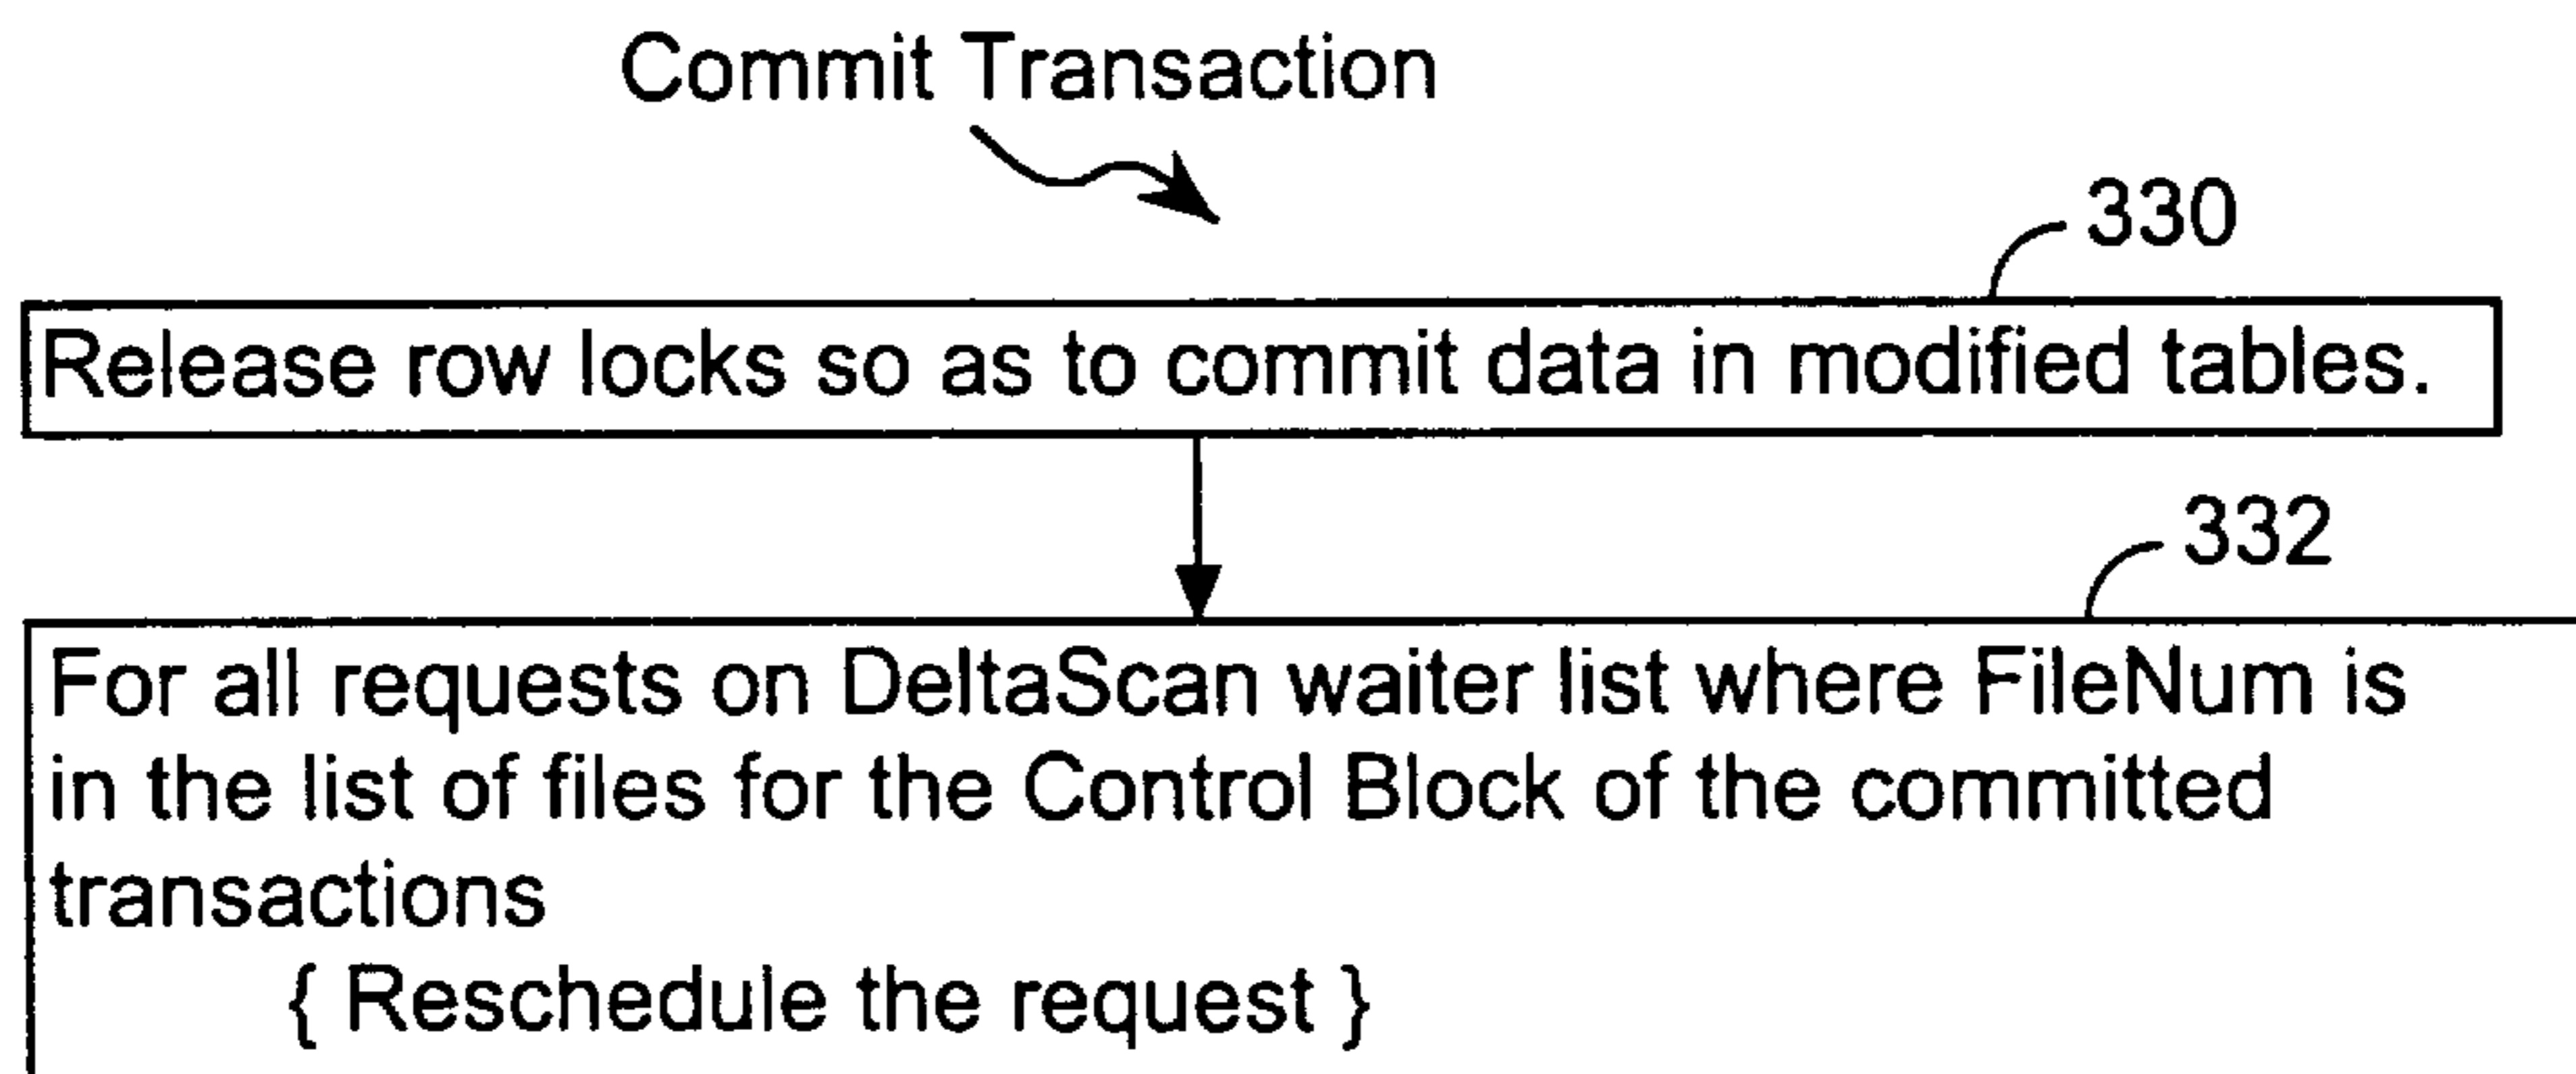 Commit Transaction
330
Release row locks so as to commit data in modified tables.
332
For all requests on DeltaScan waiter list where FileNum is
in the list of files for the Control Block of the committed
transactions
{ Reschedule the request }